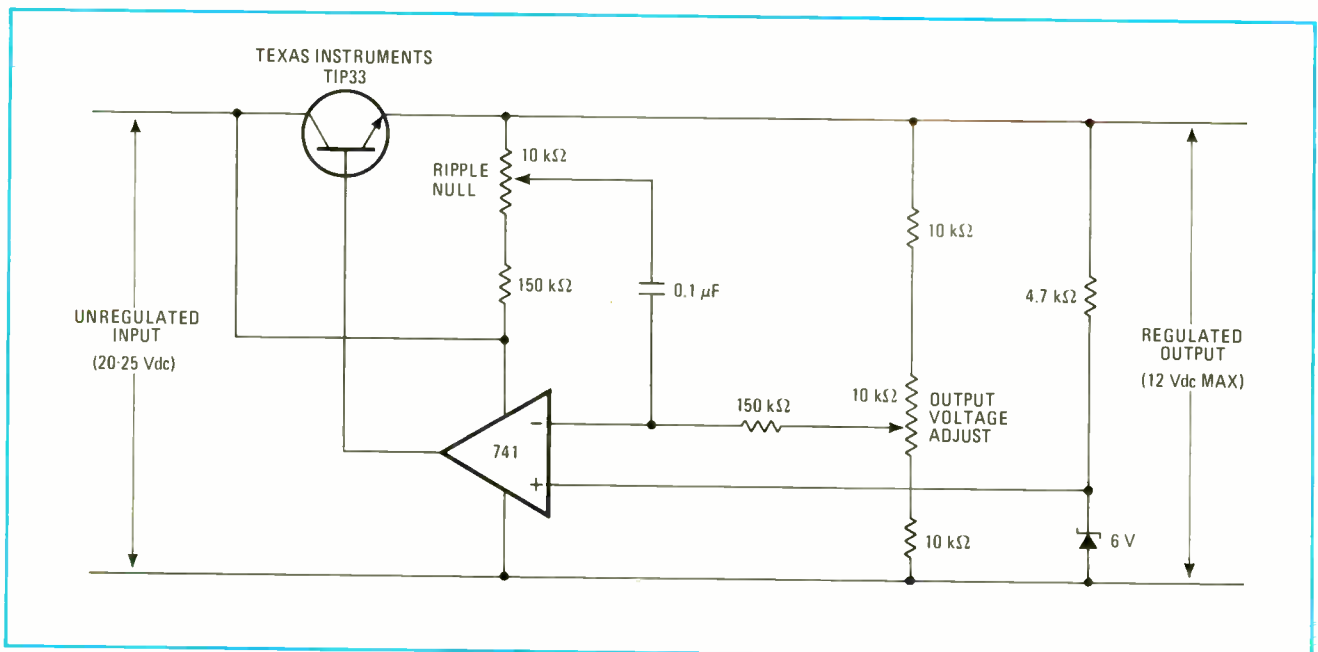 TEXAS INSTRUMENTS
TIP33
10 kΩ
RIPPLE
NULL
150 kΩ
0.1 μF
UNREGULATED
INPUT
(20-25 Vdc)
741
−
+
150 kΩ
10 kΩ
10 kΩ
OUTPUT
VOLTAGE
ADJUST
10 kΩ
4.7 kΩ
6 V
REGULATED
OUTPUT
(12 Vdc MAX)